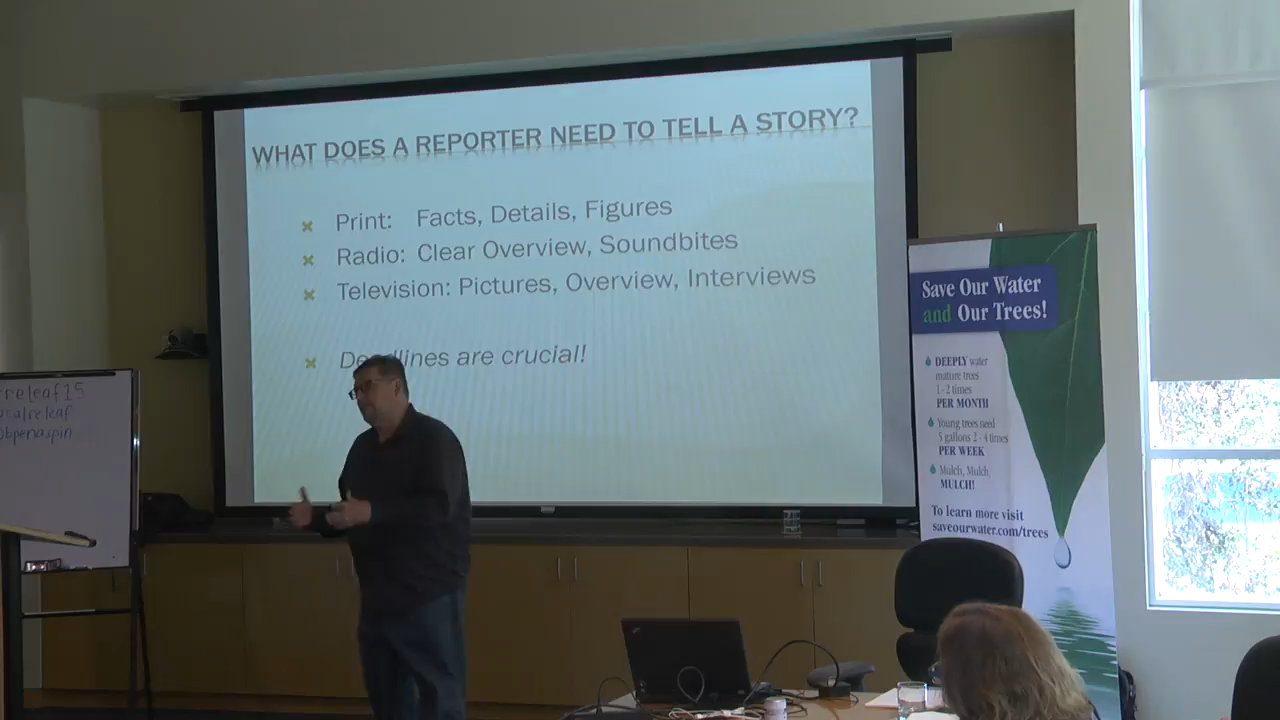 WHAT DOES A REPORTER NEED TO TELL A STORY?
Print: Facts, Details, Figures
Radio: Clear Overview, Soundbites
Television: Pictures, Overview, Interviews
Deadlines are crucial!
rreleaf15
calreleaf
bpenaspin
Save Our Water
and Our Trees!
DEEPLY water
mature trees
1-2 times
PER MONTH
Young trees need
5 gallons 2-4 times
PER WEEK
Mulch, Mulch,
MULCH!
To learn more visit
saveourwater.com/trees